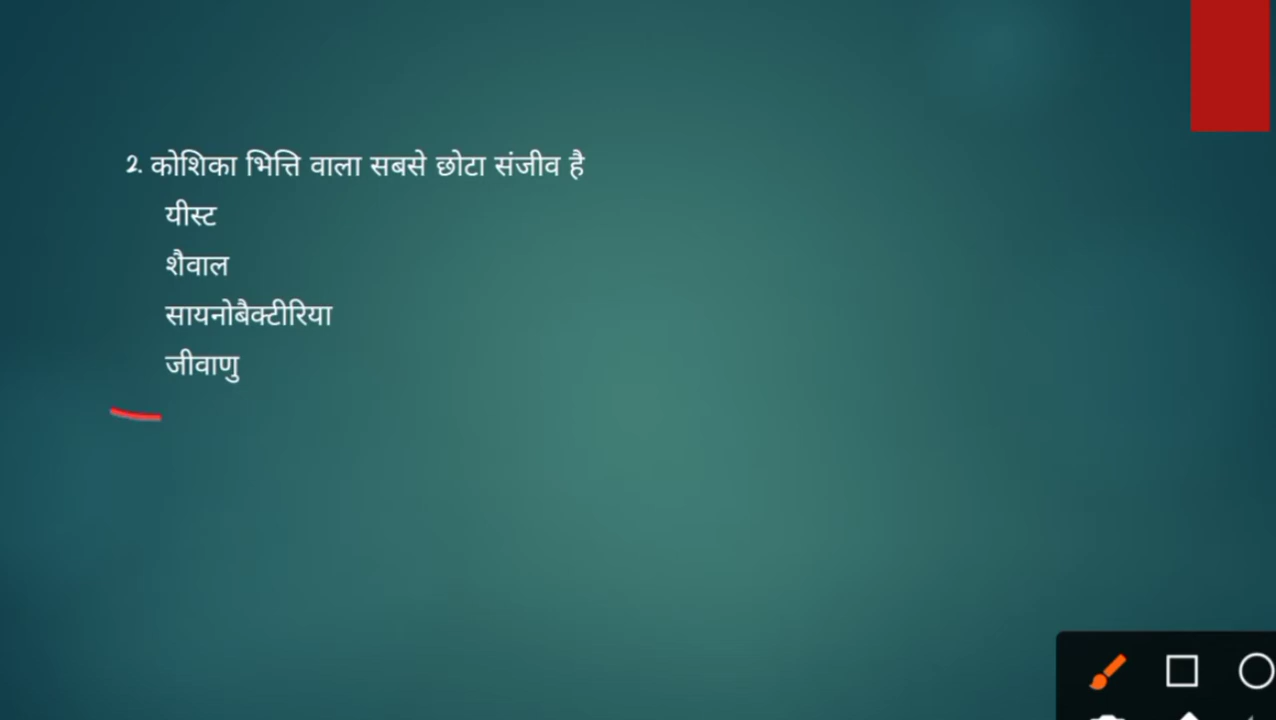 2. कोशिका भित्ति वाला सबसे छोटा संजीव है
यीस्ट
शैवाल
सायनोबैक्टीरिया
जीवाणु